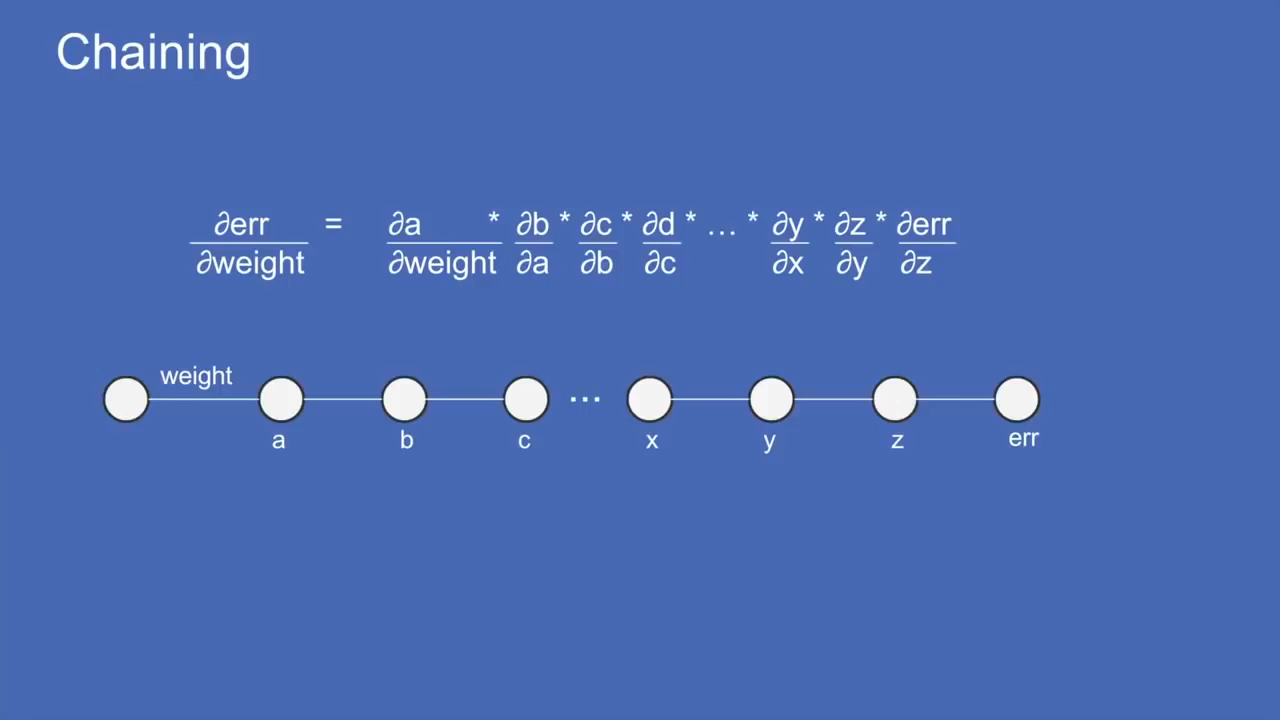 Chaining
∂err = ∂a * ∂b * ∂c * ∂d * ... * ∂y * ∂z * ∂err
∂weight ∂weight ∂a ∂b ∂c ∂x ∂y ∂z
weight
...
a b c x y z err